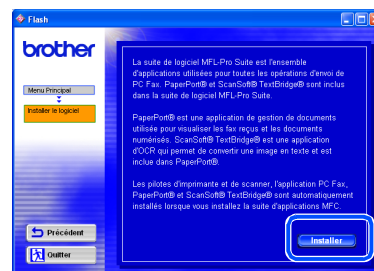 Flash
brother
Menu Principal
Installer le logiciel
La suite de logiciel MFL-Pro Suite est l'ensemble
d'applications utilisées pour toutes les opérations d'envoi de
PC Fax. PaperPort® et ScanSoft® TextBridge® sont inclus
dans la suite de logiciel MFL-Pro Suite.
PaperPort® est une application de gestion de documents
utilisée pour visualiser les fax reçus et les documents
numérisés. ScanSoft® TextBridge® est une application
d'OCR qui permet de convertir une image en texte et est
inclue dans PaperPort®.
Les pilotes d'imprimante et de scanner, l'application PC Fax,
PaperPort® et ScanSoft® TextBridge® sont automatiquement
installés lorsque vous installez la suite d'applications MFC.
Précédent
Quitter
Installer